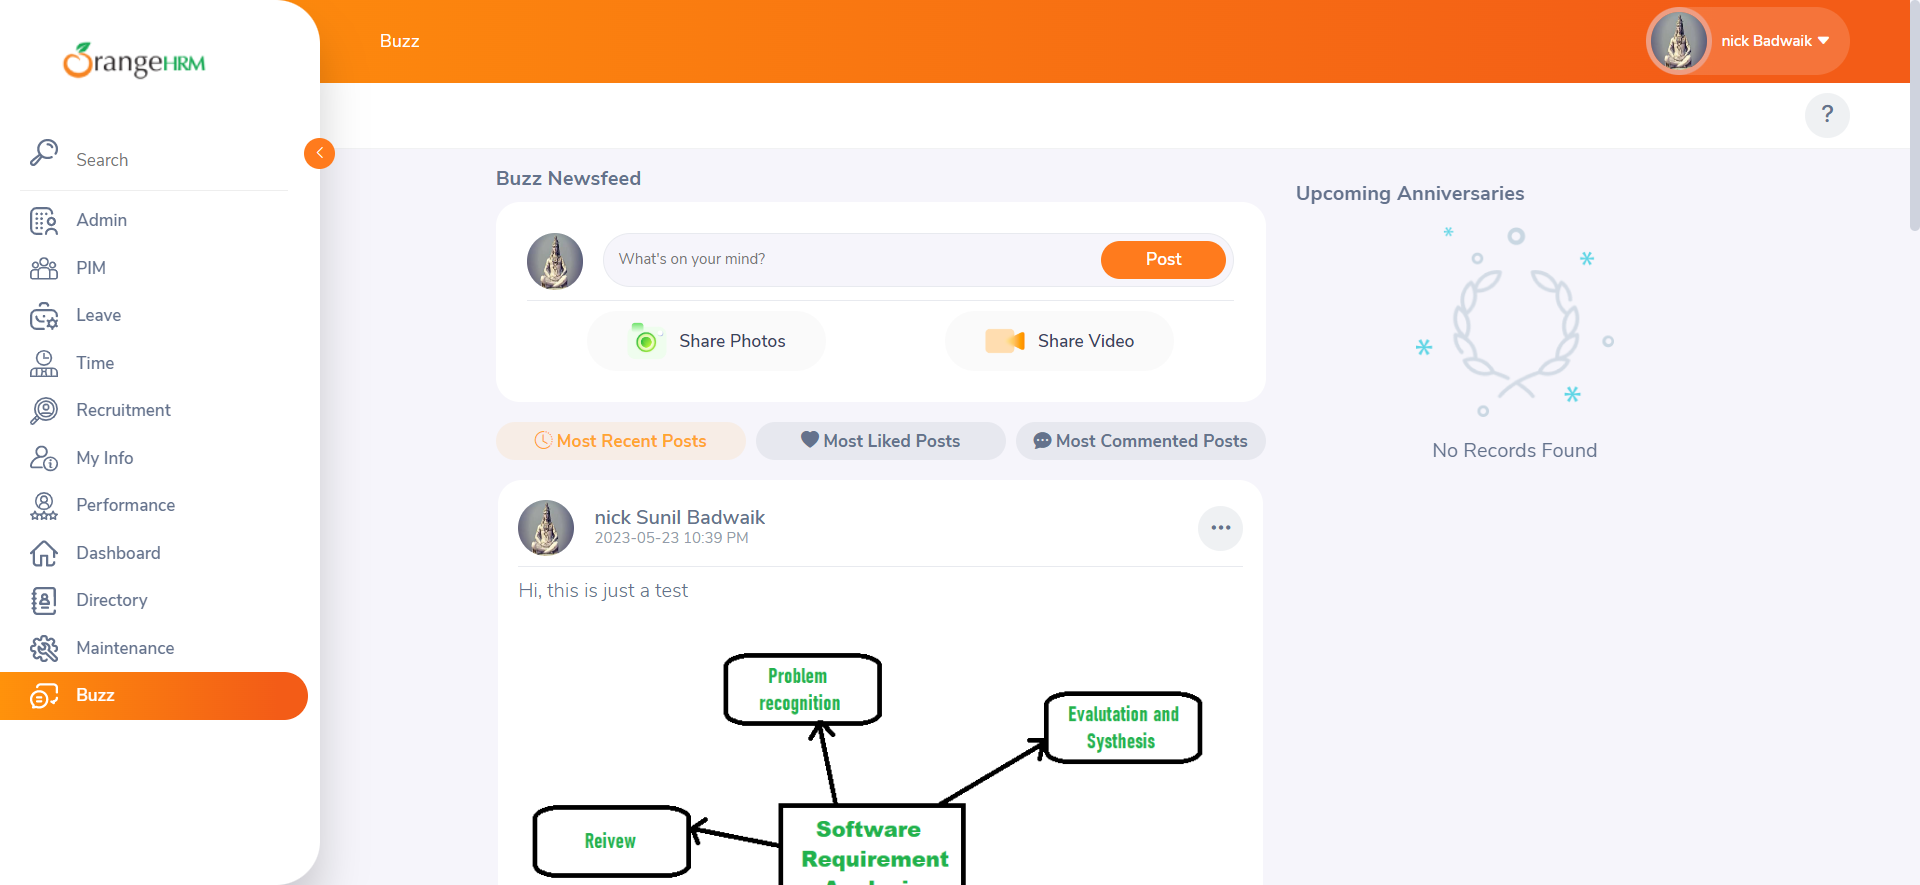 OrangeHRM
Search
Admin
PIM
Leave
Time
Recruitment
My Info
Performance
Dashboard
Directory
Maintenance
Buzz
Buzz
nick Badwaik
?
Buzz Newsfeed
What's on your mind?
Post
Share Photos
Share Video
Most Recent Posts
Most Liked Posts
Most Commented Posts
nick Sunil Badwaik
2023-05-23 10:39 PM
Hi, this is just a test
Problem
recognition
Evalutation and
Systhesis
Reivew
Software
Requirement
Upcoming Anniversaries
No Records Found